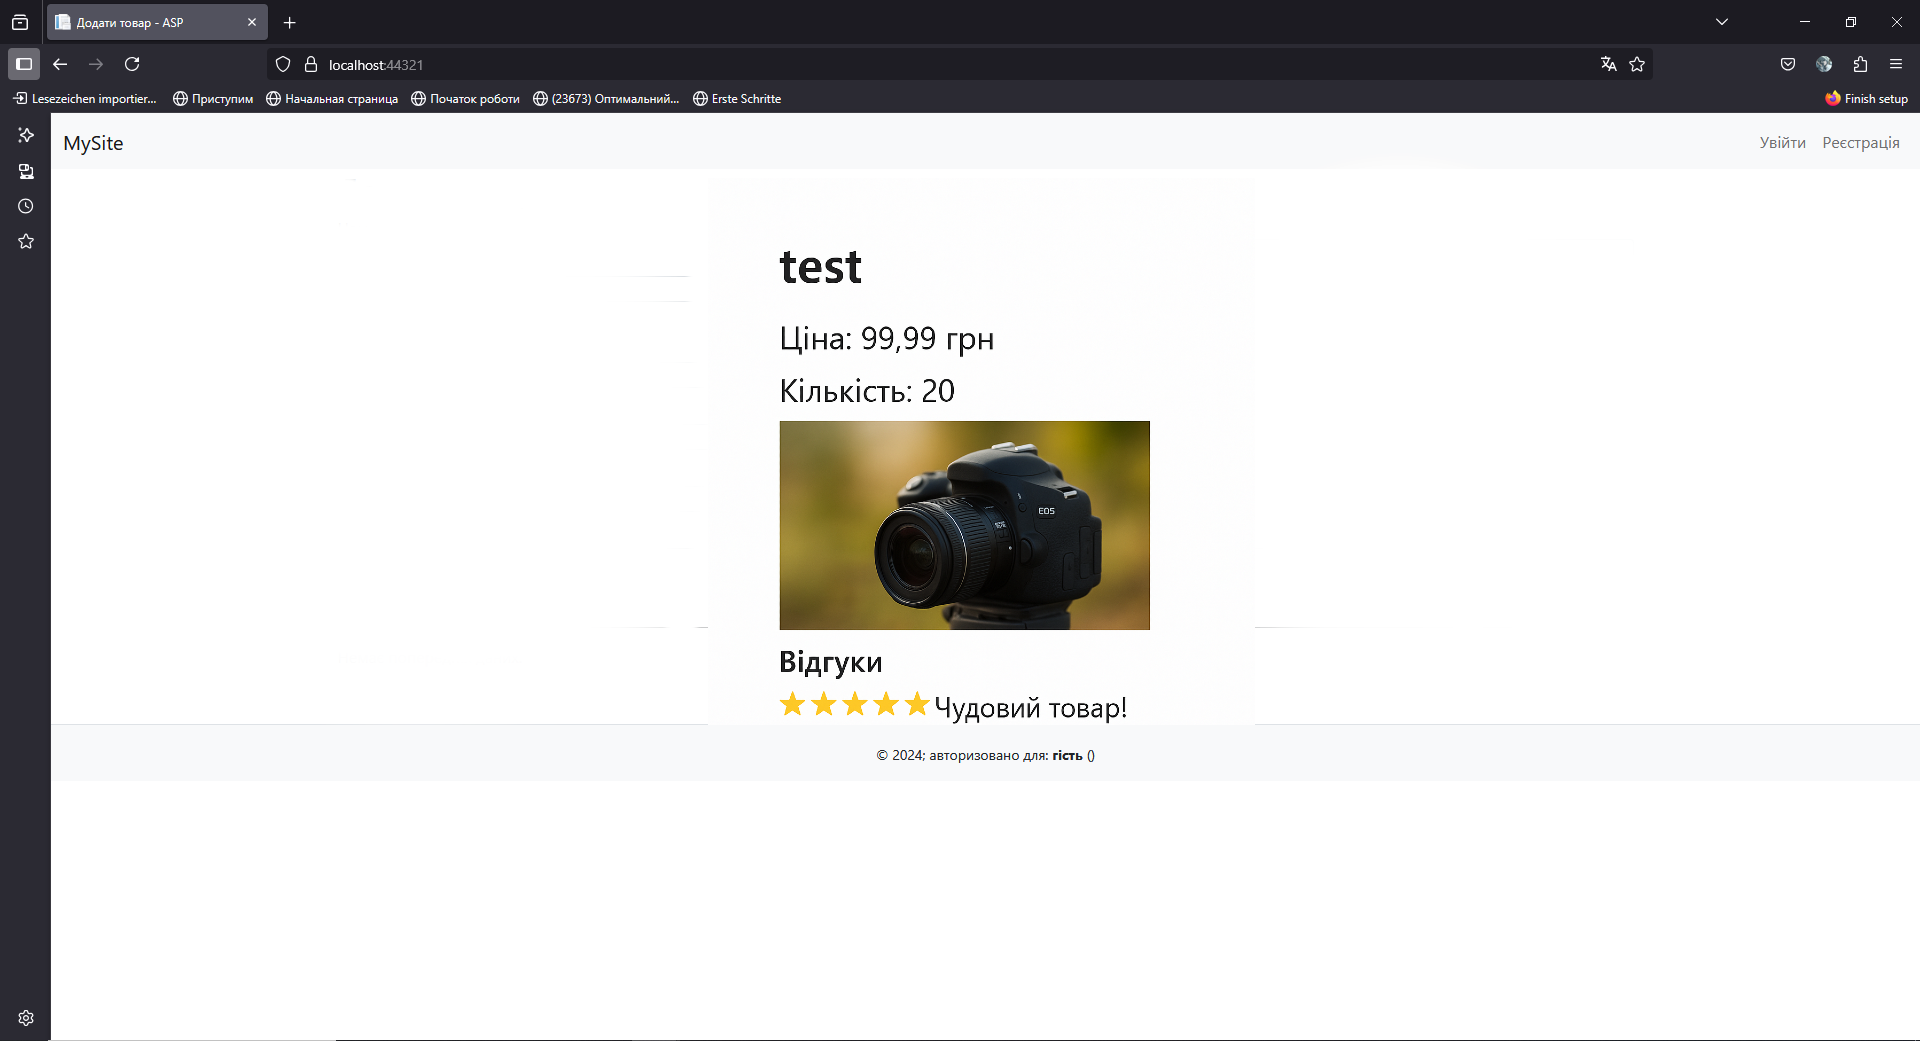 Додати товар - ASP
localhost:44321
Lesezeichen importier... Приступим Начальная страница Початок роботи (23673) Оптимальний... Erste Schritte Finish setup
MySite Увійти Реєстрація
test
Ціна: 99,99 грн
Кількість: 20
EOS
Відгуки
Чудовий товар!
© 2024; авторизовано для: гість ()